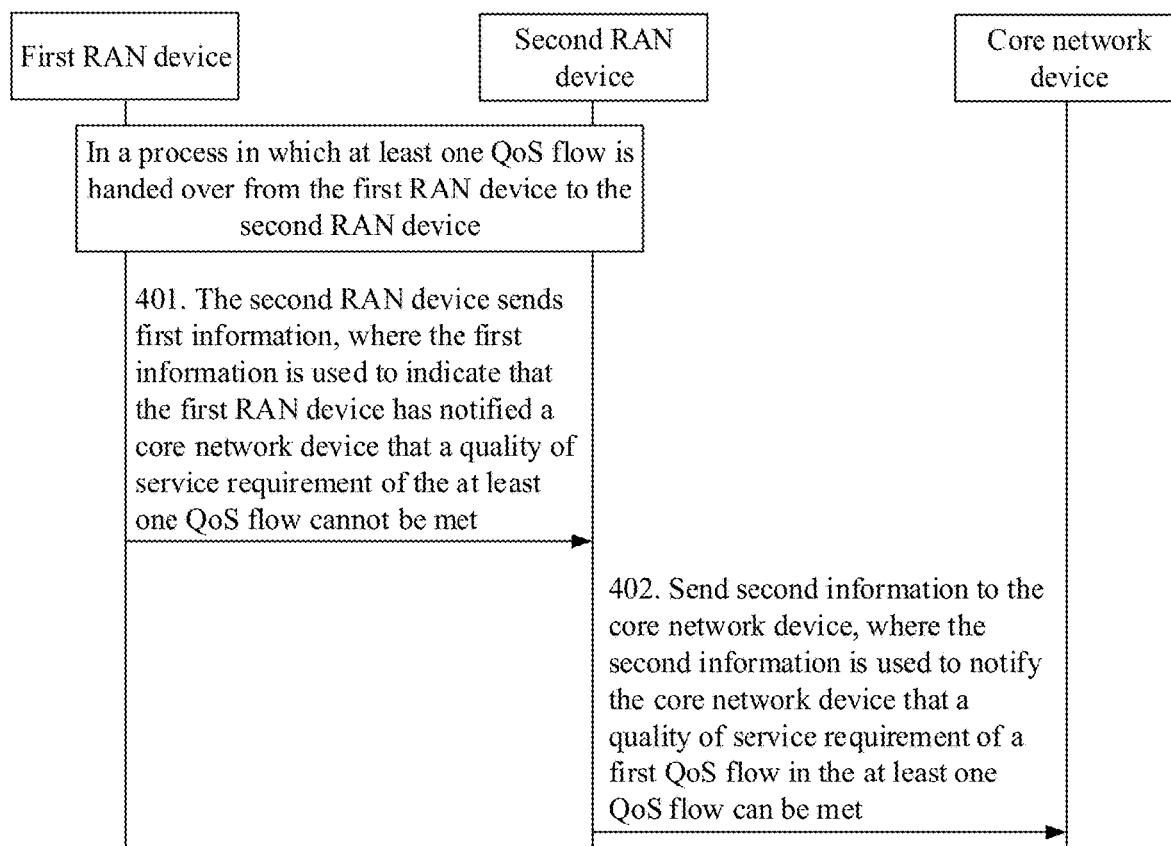 First RAN device
Second RAN
device
Core network
device
In a process in which at least one QoS flow is
handed over from the first RAN device to the
second RAN device
401. The second RAN device sends
first information, where the first
information is used to indicate that
the first RAN device has notified a
core network device that a quality of
service requirement of the at least
one QoS flow cannot be met
402. Send second information to the
core network device, where the
second information is used to notify
the core network device that a
quality of service requirement of a
first QoS flow in the at least one
QoS flow can be met